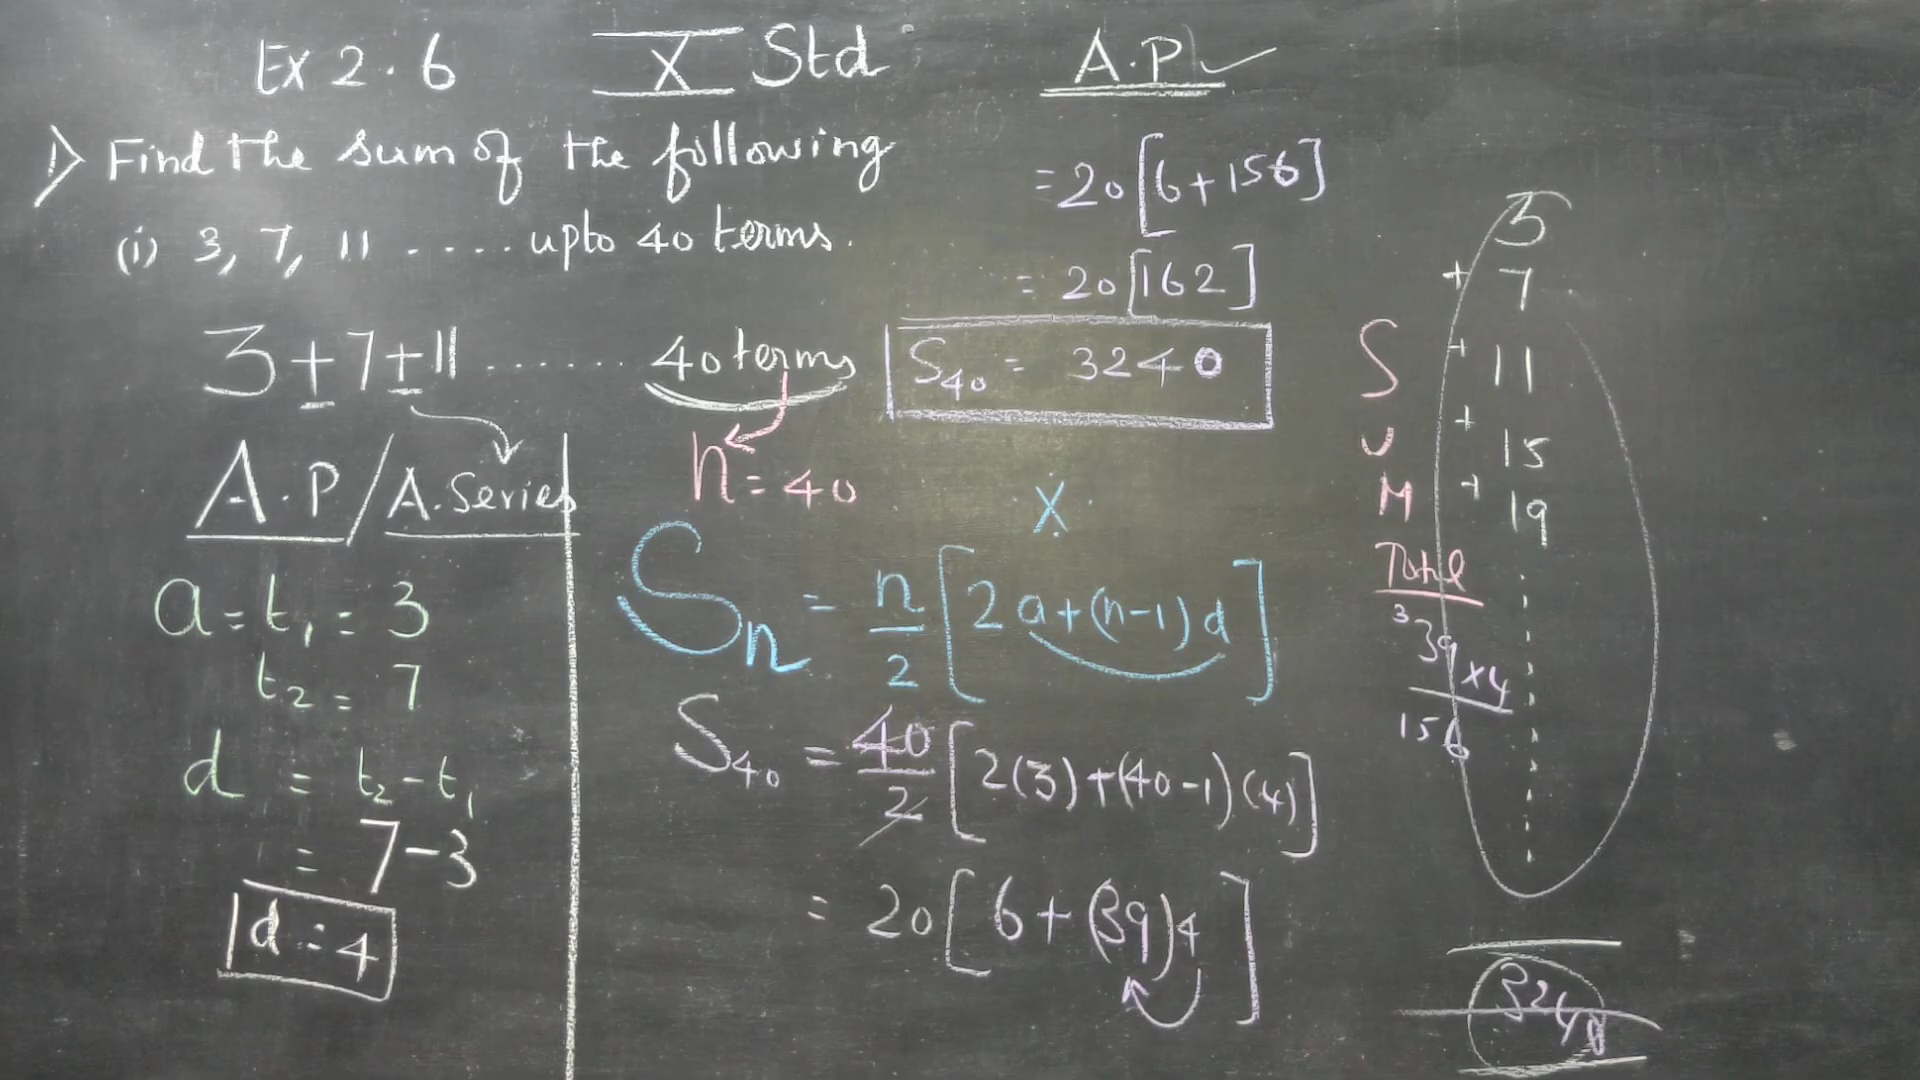 Ex 2.6 X Std A.P ✓
1) Find the sum of the following
(i) 3, 7, 11 ..... upto 40 terms.
3+7+11 ....... 40 terms
n = 40
A.P / A. Series
a = t₁ = 3
t₂ = 7
d = t₂ - t₁
= 7-3
d = 4
X
Sn = n/2 [2a+(n-1)d]
S₄₀ = 40/2 [2(3)+(40-1)(4)]
= 20[6+(39)4]
= 20[6+156]
= 20[162]
S₄₀ = 3240
S
U
M
Total
3
39 x4
156
3
+ 7
+ 11
+ 15
+ 19
3240